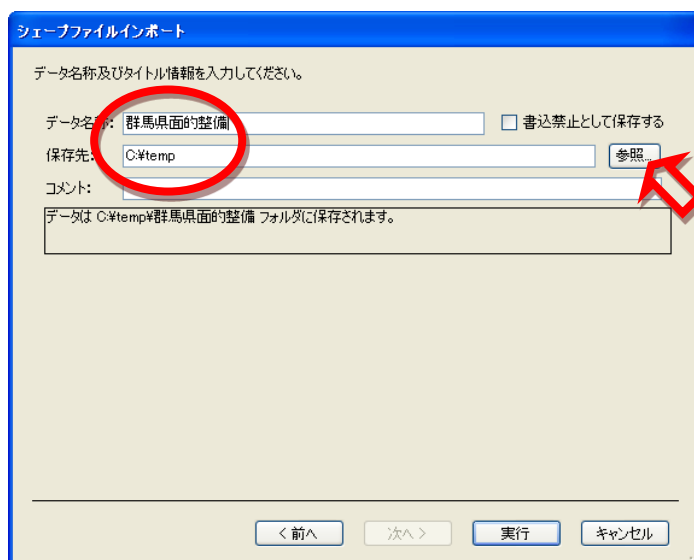 シェープファイルインポート
データ名称及びタイトル情報を入力してください。
データ名称: 群馬県面的整備 書込禁止として保存する
保存先: C:¥temp 参照...
コメント:
データは C:¥temp¥群馬県面的整備 フォルダに保存されます。
< 前へ 次へ > 実行 キャンセル